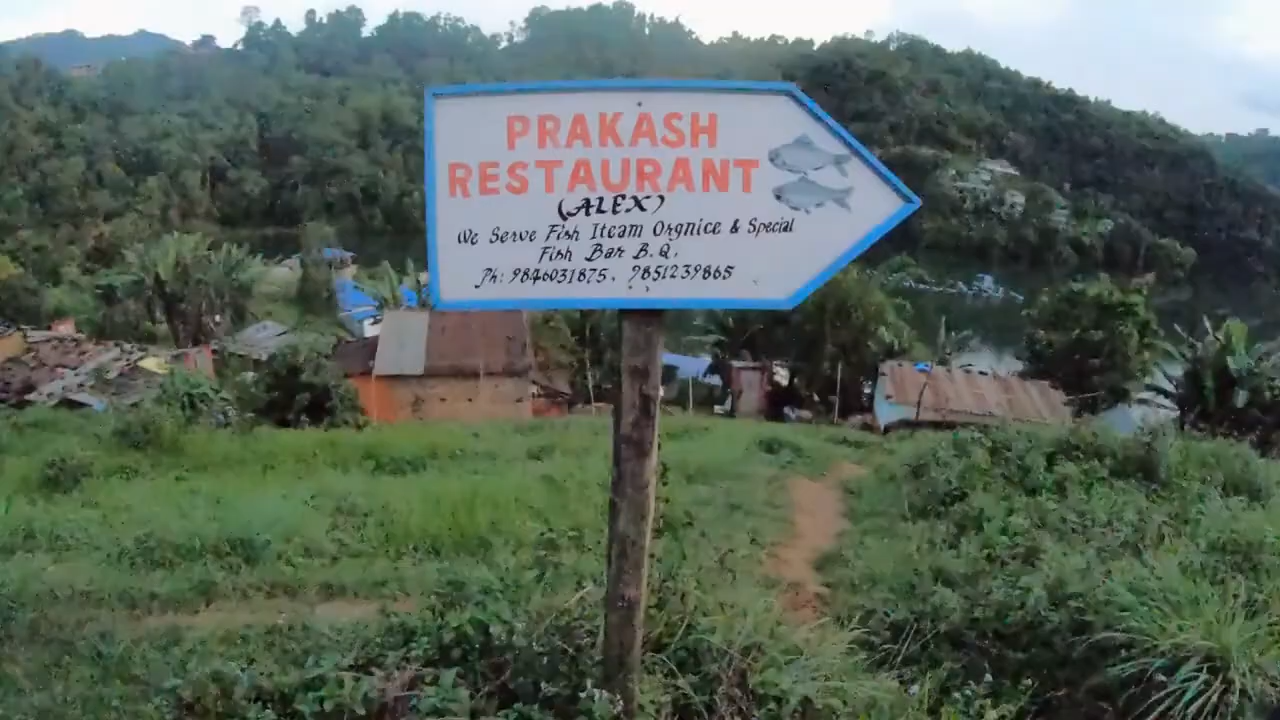 PRAKASH
RESTAURANT
(ALEX)
We Serve Fish Iteam Orgnice & Special
Fish Bar B.Q.
Ph: 9846031875, 9851239865